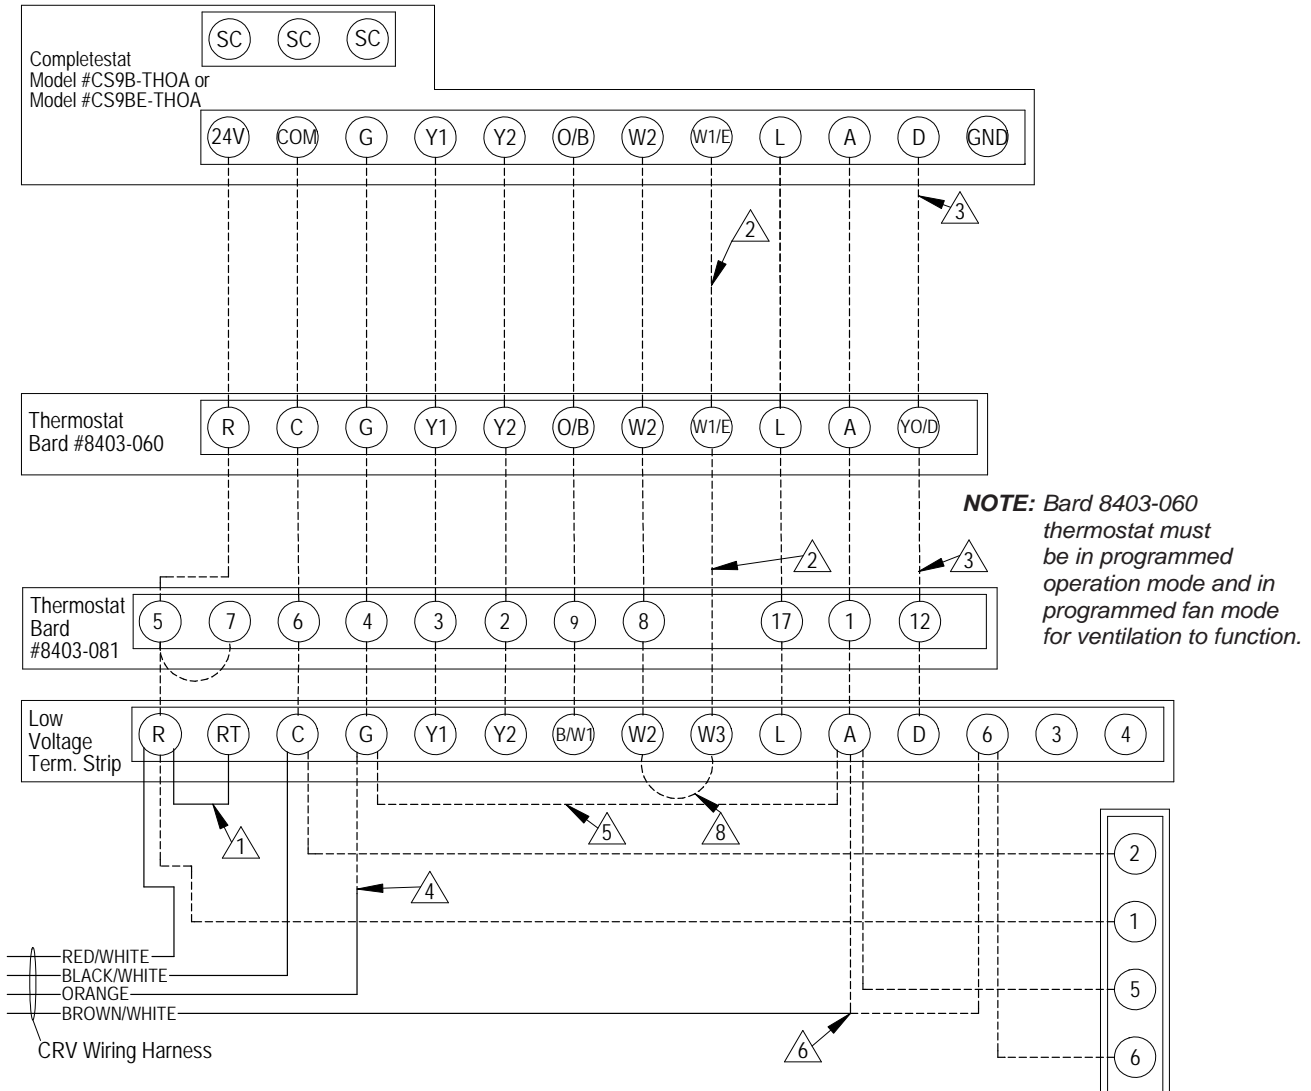 SC SC SC
Completestat
Model #CS9B-THOA or
Model #CS9BE-THOA
24V COM G Y1 Y2 O/B W2 W1/E L A D GND
3
2
Thermostat
Bard #8403-060
R C G Y1 Y2 O/B W2 W1/E L A YO/D
NOTE: Bard 8403-060
thermostat must
be in programmed
operation mode and in
programmed fan mode
for ventilation to function.
2 3
Thermostat
Bard
#8403-081
5 7 6 4 3 2 9 8 17 1 12
Low
Voltage
Term. Strip
R RT C G Y1 Y2 B/W1 W2 W3 L A D 6 3 4
1 5 8
2
4
1
RED/WHITE
BLACK/WHITE
ORANGE
BROWN/WHITE
5
CRV Wiring Harness
6
6